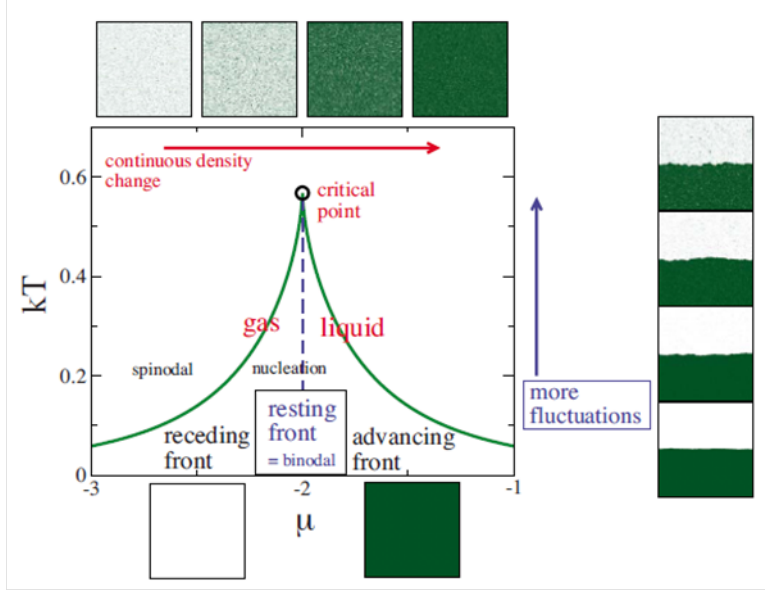 continuous density
change
0.6
critical
point
kT
0.4
gas
liquid
spinodal
nucleation
0.2
more
fluctuations
resting
front
= binodal
receding
front
advancing
front
0
-3
-2
-1
μ